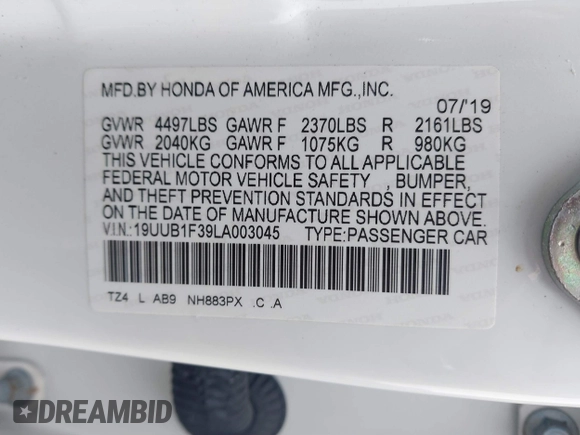 MFD.BY HONDA OF AMERICA MFG.,INC.
07/'19
GVWR 4497LBS GAWR F 2370LBS R 2161LBS
GVWR 2040KG GAWR F 1075KG R 980KG
THIS VEHICLE CONFORMS TO ALL APPLICABLE
FEDERAL MOTOR VEHICLE SAFETY , BUMPER,
AND THEFT PREVENTION STANDARDS IN EFFECT
ON THE DATE OF MANUFACTURE SHOWN ABOVE.
V.I.N.:19UUB1F39LA003045 TYPE:PASSENGER CAR
TZ4 L AB9 NH883PX .C .A
DREAMBID